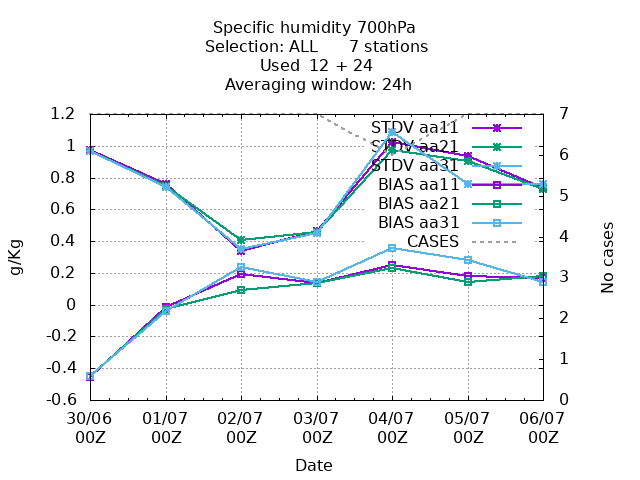 Specific humidity 700hPa
Selection: ALL 7 stations
Used 12 + 24
Averaging window: 24h
1.2
1
0.8
0.6
0.4
0.2
0
-0.2
-0.4
-0.6
g/Kg
7
6
5
4
3
2
1
0
No cases
STDV aa11
STDV aa21
STDV aa31
BIAS aa11
BIAS aa21
BIAS aa31
CASES
30/06 01/07 02/07 03/07 04/07 05/07 06/07
00Z 00Z 00Z 00Z 00Z 00Z 00Z
Date